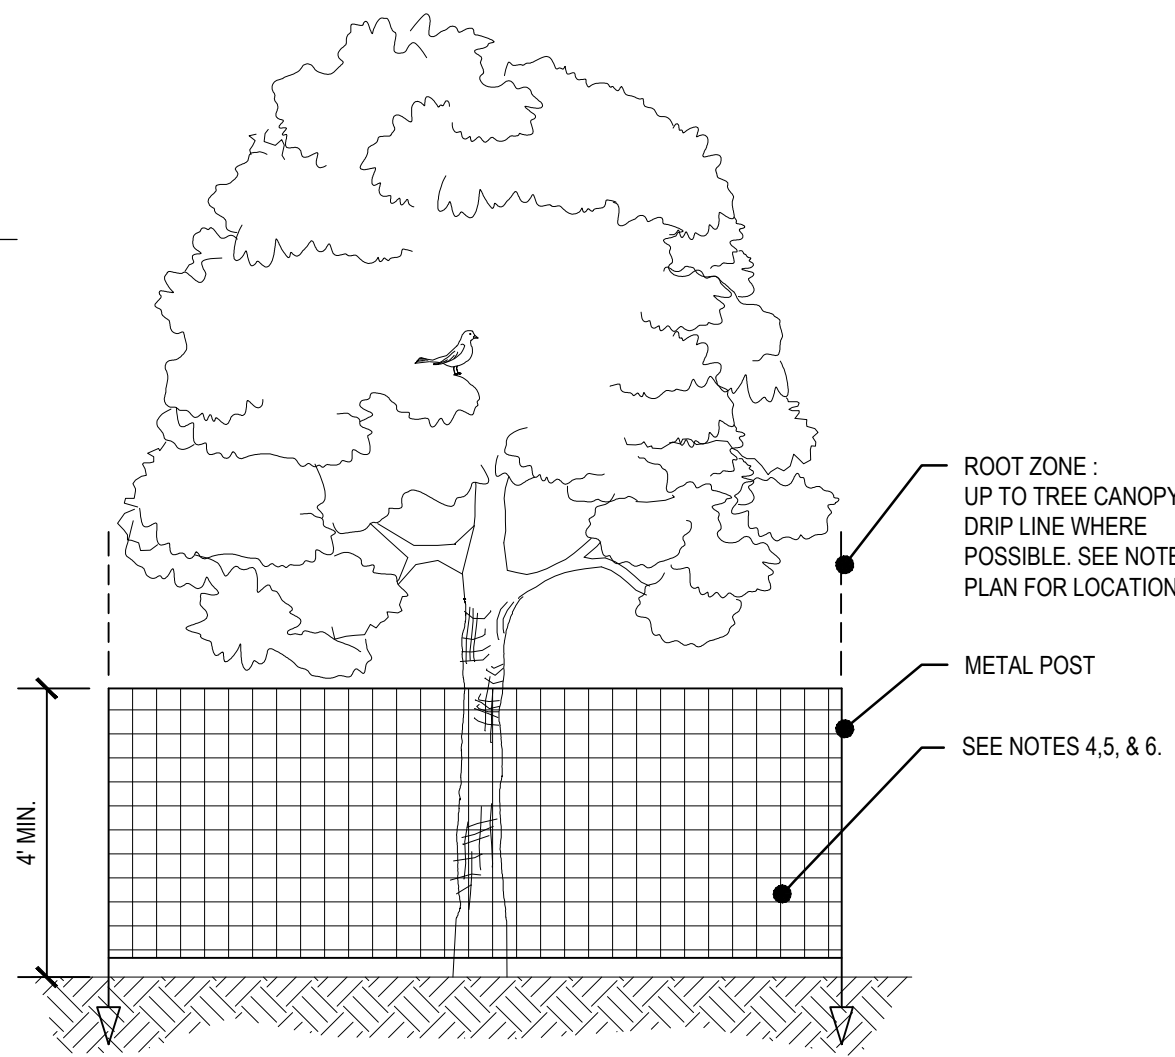 ROOT ZONE :
UP TO TREE CANOPY
DRIP LINE WHERE
POSSIBLE. SEE NOTE
PLAN FOR LOCATION
METAL POST
SEE NOTES 4,5, & 6.
4' MIN.